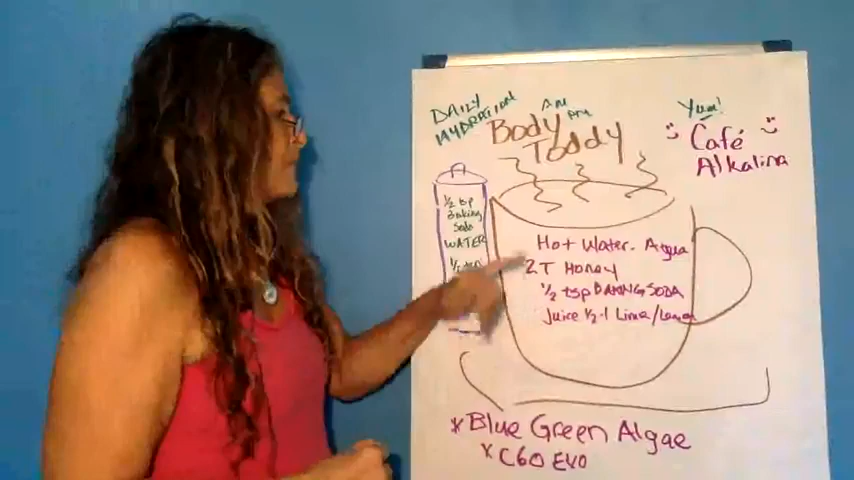 DAILY
HYDRATION
AM
PM
Body
Toddy
Yum!
Café
Alkalina
1/2 tsp
Baking
Soda
WATER
Hot Water - Agua
2T Honey
1/2 tsp BAKING SODA
Juice 1/2-1 Lima/Lemon
*Blue Green Algae
*C60 EVO